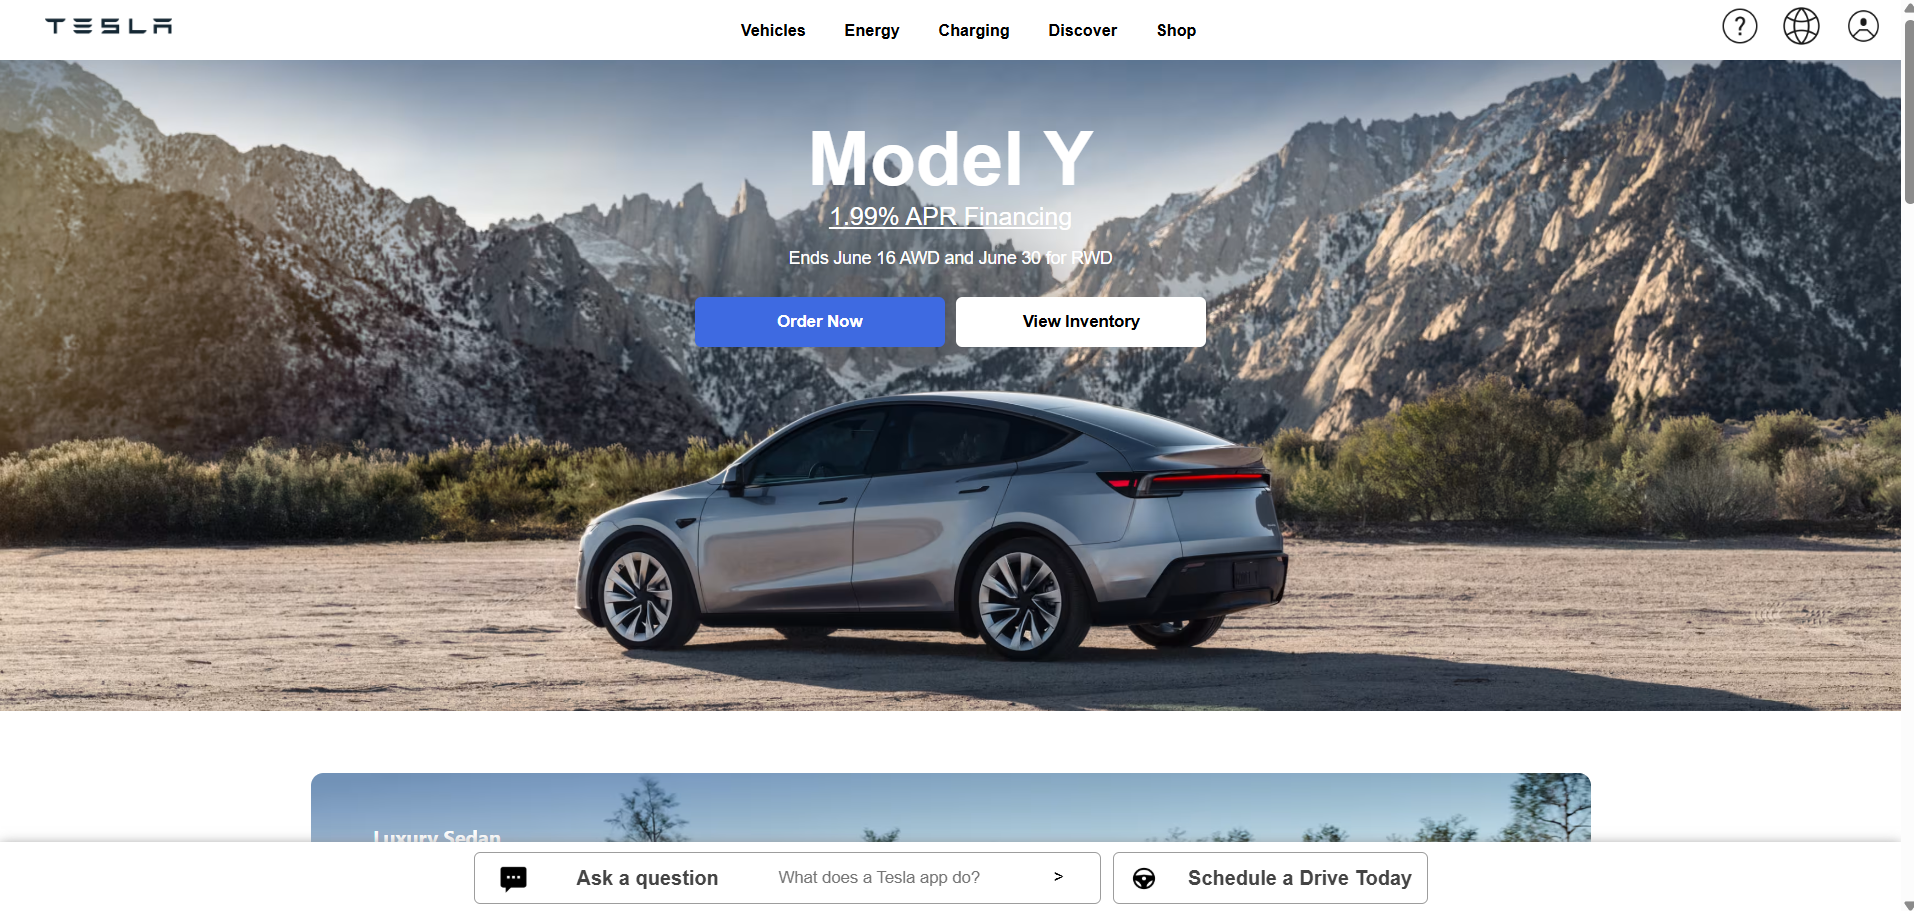 TESLA
Vehicles Energy Charging Discover Shop
?
Model Y
1.99% APR Financing
Ends June 16 AWD and June 30 for RWD
Order Now View Inventory
Luxury Sedan
Ask a question What does a Tesla app do? >
Schedule a Drive Today